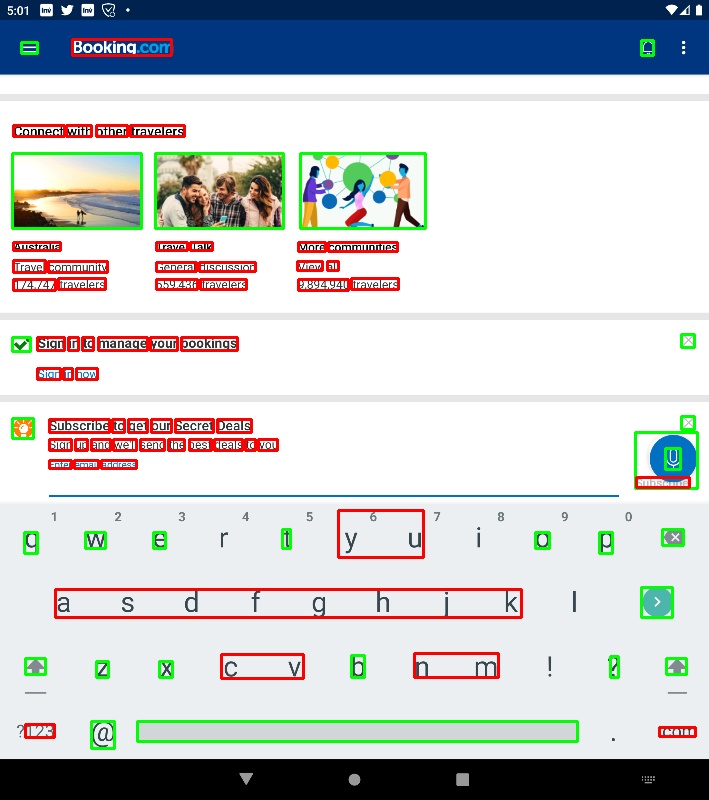 5:01
Booking.com
Connect with other travelers
Australia
Travel community
174,747 travelers
Travel Talk
General discussion
659,436 travelers
More communities
View all
9,894,940 travelers
Sign in to manage your bookings
Sign in now
Subscribe to get our Secret Deals
Sign up and we'll send the best deals to you
Enter email address
Subscribe
1 2 3 4 5 6 7 8 9 0
q w e r t y u i o p
a s d f g h j k l
z x c v b n m ! ?
?123 @ . .com